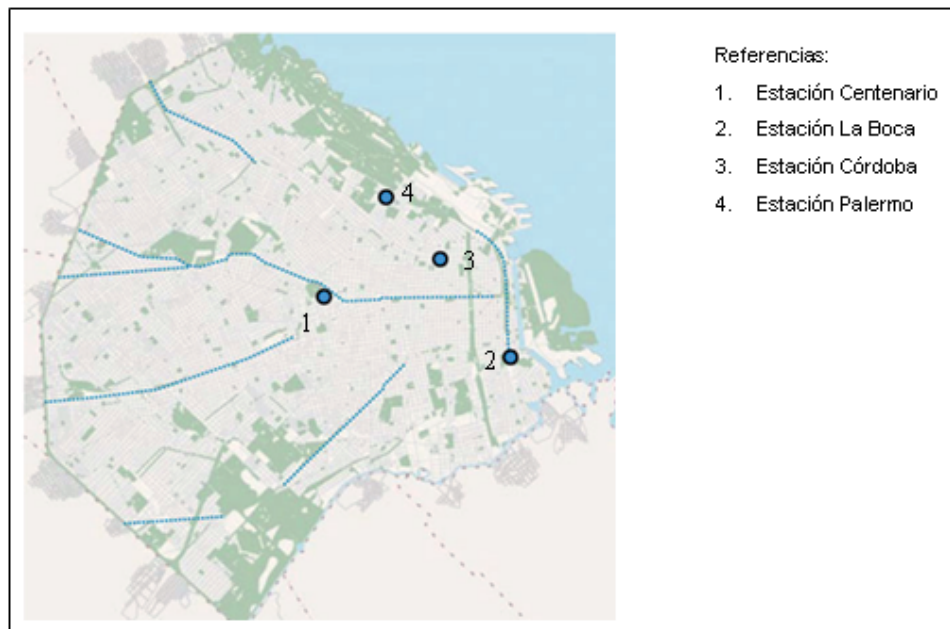 Referencias:
1. Estación Centenario
2. Estación La Boca
3. Estación Córdoba
4. Estación Palermo
4
3
1
2